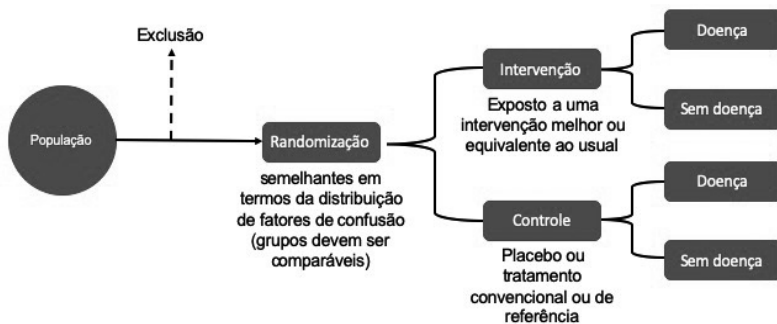 Exclusão
População
Randomização
semelhantes em
termos da distribuição
de fatores de confusão
(grupos devem ser
comparáveis)
Intervenção
Exposto a uma
intervenção melhor ou
equivalente ao usual
Doença
Sem doença
Controle
Placebo ou
tratamento
convencional ou de
referência
Doença
Sem doença